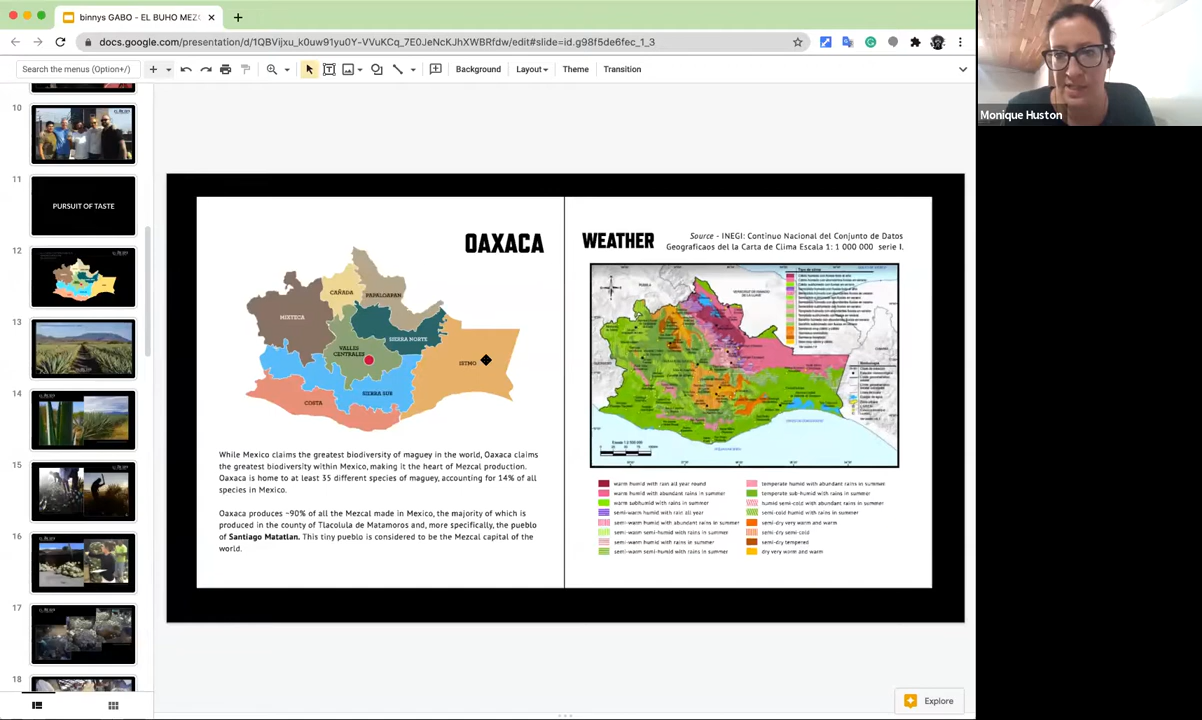 binnys GABO - EL BUHO MEZC
docs.google.com/presentation/d/1QBVijxu_k0uw91yu0Y-VVuKCq_7E0JeNcKJhXWBRfdw/edit#slide=id.g98f5de6fec_1_3
Search the menus (Option+/)
Background
Layout
Theme
Transition
Monique Huston
10
11
PURSUIT OF TASTE
12
13
14
15
16
17
18
OAXACA
CAÑADA
PAPALOAPAN
MIXTECA
SIERRA NORTE
VALLES
CENTRALES
ISTMO
SIERRA SUR
COSTA
While Mexico claims the greatest biodiversity of maguey in the world, Oaxaca claims
the greatest biodiversity within Mexico, making it the heart of Mezcal production.
Oaxaca is home to at least 35 different species of maguey, accounting for 14% of all
species in Mexico.
Oaxaca produces ~90% of all the Mezcal made in Mexico, the majority of which is
produced in the county of Tlacolula de Matamoros and, more specifically, the pueblo
of Santiago Matatlan. This tiny pueblo is considered to be the Mezcal capital of the
world.
WEATHER
Source - INEGI: Continuo Nacional del Conjunto de Datos
Geograficaos del la Carta de Clima Escala 1: 1 000 000 serie I.
warm humid with rain all year round
warm humid with abundant rains in summer
warm subhumid with rains in summer
semi-warm humid with rain all year
semi-warm humid with abundant rains in summer
semi-warm semi-humid with rains in summer
semi-warm humid with rains in summer
semi-warm semi-humid with rains in summer
temperate humid with abundant rains in summer
temperate sub-humid with rains in summer
humid semi-cold with abundant rains in summer
semi-cold humid with rains in summer
semi-dry very warm and warm
semi-dry semi-cold
semi-dry tempered
dry very warm and warm
Explore